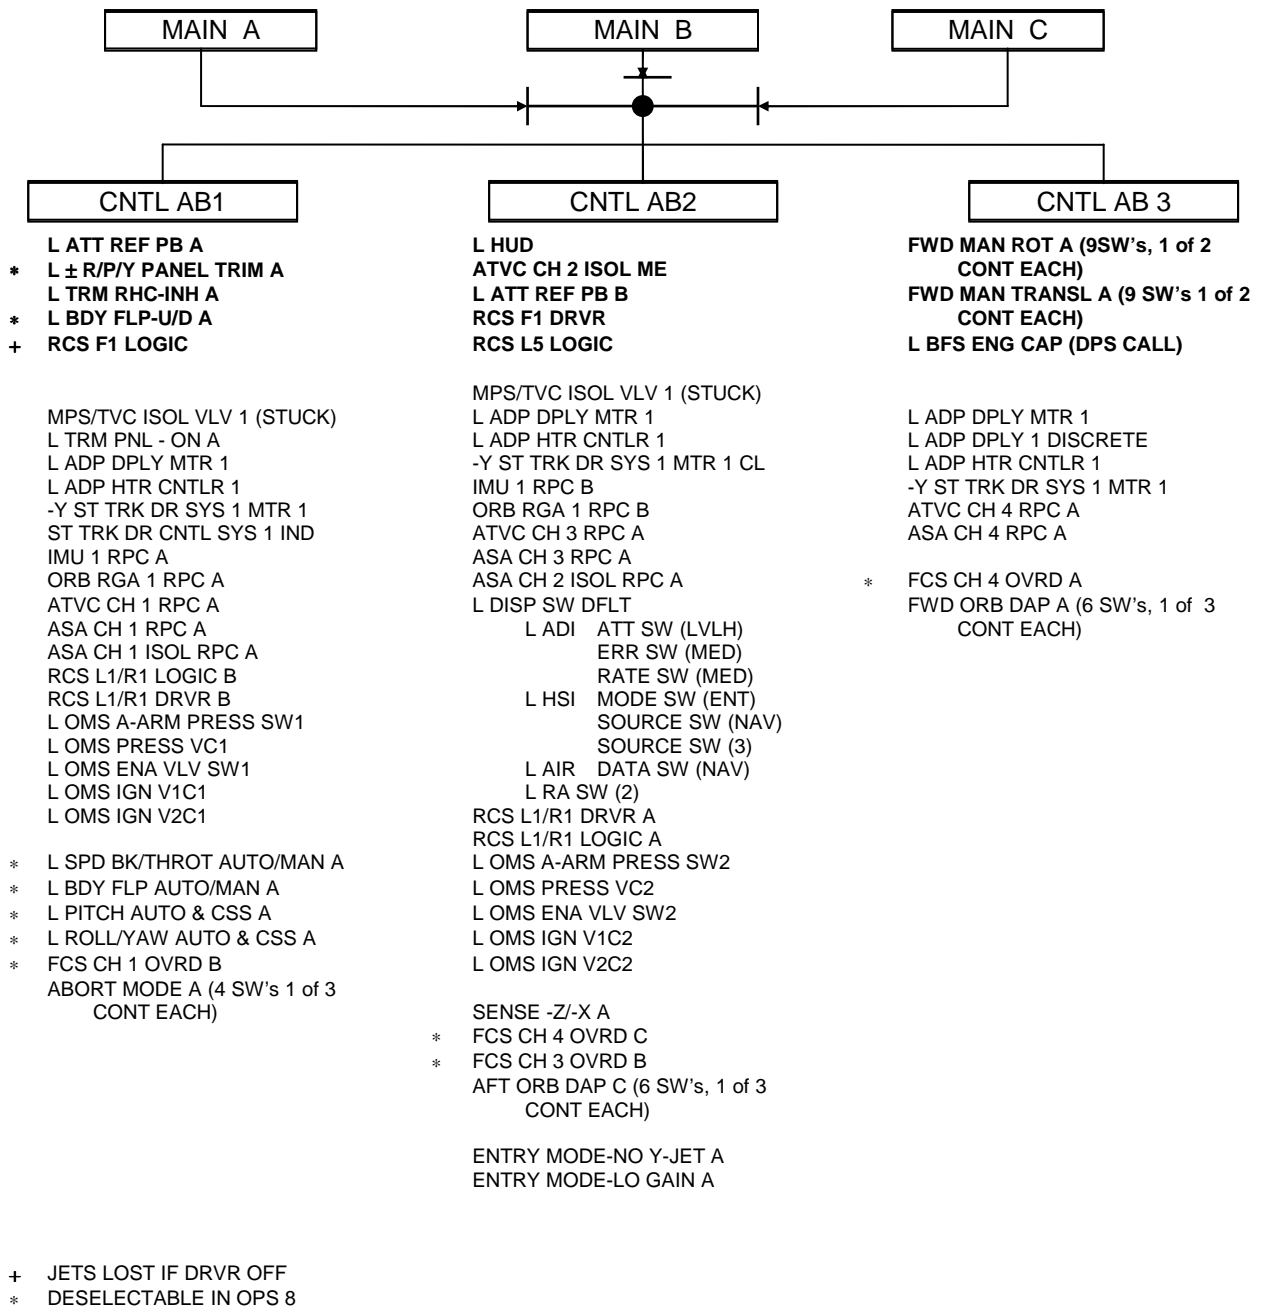 MAIN A
MAIN B
MAIN C
CNTL AB1
CNTL AB2
CNTL AB 3
L ATT REF PB A
* L ± R/P/Y PANEL TRIM A
L TRM RHC-INH A
* L BDY FLP-U/D A
+ RCS F1 LOGIC
MPS/TVC ISOL VLV 1 (STUCK)
L TRM PNL - ON A
L ADP DPLY MTR 1
L ADP HTR CNTLR 1
-Y ST TRK DR SYS 1 MTR 1
ST TRK DR CNTL SYS 1 IND
IMU 1 RPC A
ORB RGA 1 RPC A
ATVC CH 1 RPC A
ASA CH 1 RPC A
ASA CH 1 ISOL RPC A
RCS L1/R1 LOGIC B
RCS L1/R1 DRVR B
L OMS A-ARM PRESS SW1
L OMS PRESS VC1
L OMS ENA VLV SW1
L OMS IGN V1C1
L OMS IGN V2C1
* L SPD BK/THROT AUTO/MAN A
* L BDY FLP AUTO/MAN A
* L PITCH AUTO & CSS A
* L ROLL/YAW AUTO & CSS A
* FCS CH 1 OVRD B
ABORT MODE A (4 SW's 1 of 3
CONT EACH)
L HUD
ATVC CH 2 ISOL ME
L ATT REF PB B
RCS F1 DRVR
RCS L5 LOGIC
MPS/TVC ISOL VLV 1 (STUCK)
L ADP DPLY MTR 1
L ADP HTR CNTLR 1
-Y ST TRK DR SYS 1 MTR 1 CL
IMU 1 RPC B
ORB RGA 1 RPC B
ATVC CH 3 RPC A
ASA CH 3 RPC A
ASA CH 2 ISOL RPC A
L DISP SW DFLT
L ADI ATT SW (LVLH)
ERR SW (MED)
RATE SW (MED)
L HSI MODE SW (ENT)
SOURCE SW (NAV)
SOURCE SW (3)
L AIR DATA SW (NAV)
L RA SW (2)
RCS L1/R1 DRVR A
RCS L1/R1 LOGIC A
L OMS A-ARM PRESS SW2
L OMS PRESS VC2
L OMS ENA VLV SW2
L OMS IGN V1C2
L OMS IGN V2C2
SENSE -Z/-X A
* FCS CH 4 OVRD C
* FCS CH 3 OVRD B
AFT ORB DAP C (6 SW's, 1 of 3
CONT EACH)
ENTRY MODE-NO Y-JET A
ENTRY MODE-LO GAIN A
FWD MAN ROT A (9SW's, 1 of 2
CONT EACH)
FWD MAN TRANSL A (9 SW's 1 of 2
CONT EACH)
L BFS ENG CAP (DPS CALL)
L ADP DPLY MTR 1
L ADP DPLY 1 DISCRETE
L ADP HTR CNTLR 1
-Y ST TRK DR SYS 1 MTR 1
ATVC CH 4 RPC A
ASA CH 4 RPC A
* FCS CH 4 OVRD A
FWD ORB DAP A (6 SW's, 1 of 3
CONT EACH)
+ JETS LOST IF DRVR OFF
* DESELECTABLE IN OPS 8